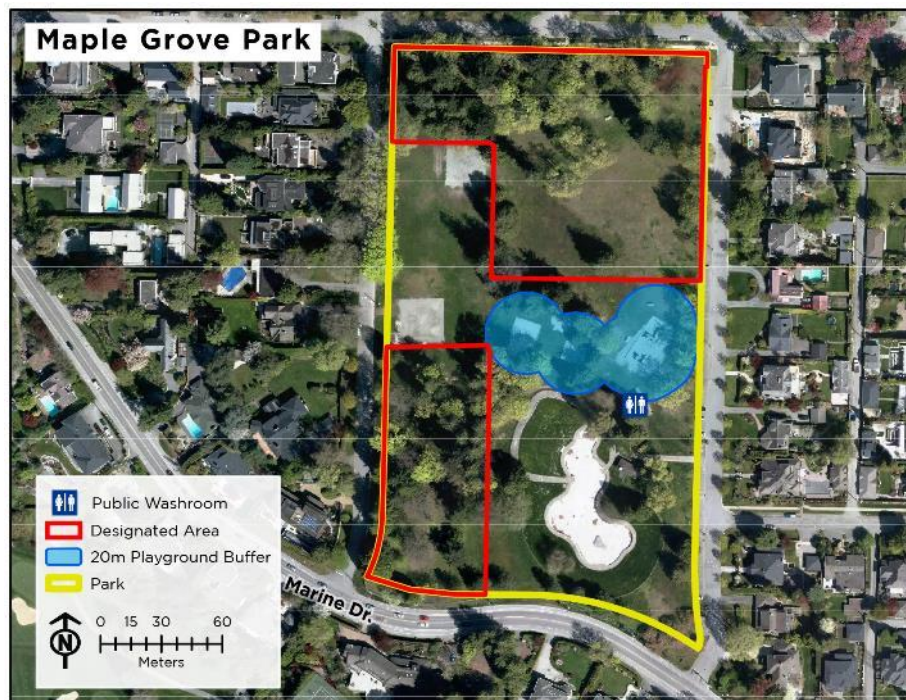 Maple Grove Park
Public Washroom
Designated Area
20m Playground Buffer
Park
N
0 15 30 60
Meters
Marine Dr.